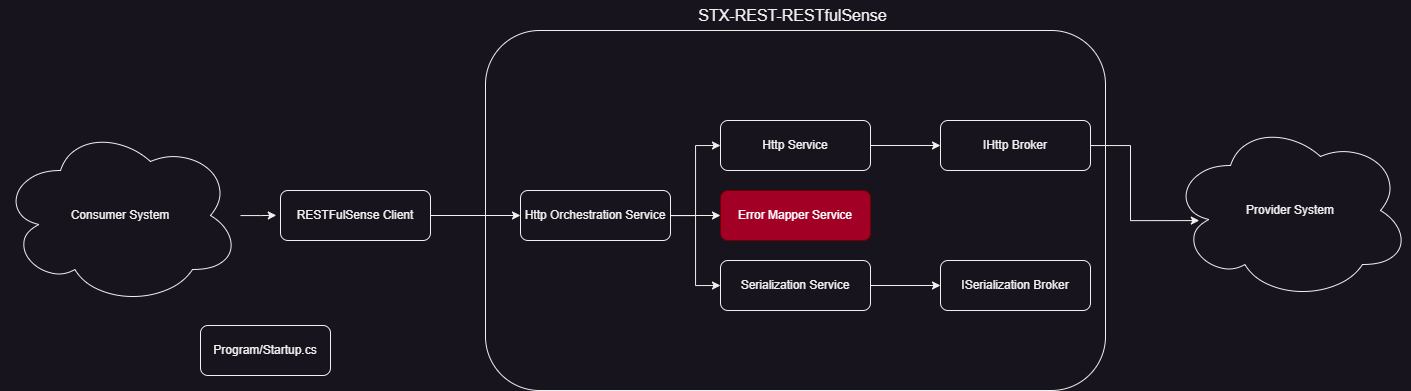 STX-REST-RESTfulSense
Http Service
IHttp Broker
Consumer System
RESTFulSense Client
Http Orchestration Service
Error Mapper Service
Provider System
Serialization Service
ISerialization Broker
Program/Startup.cs